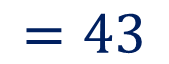 = 43